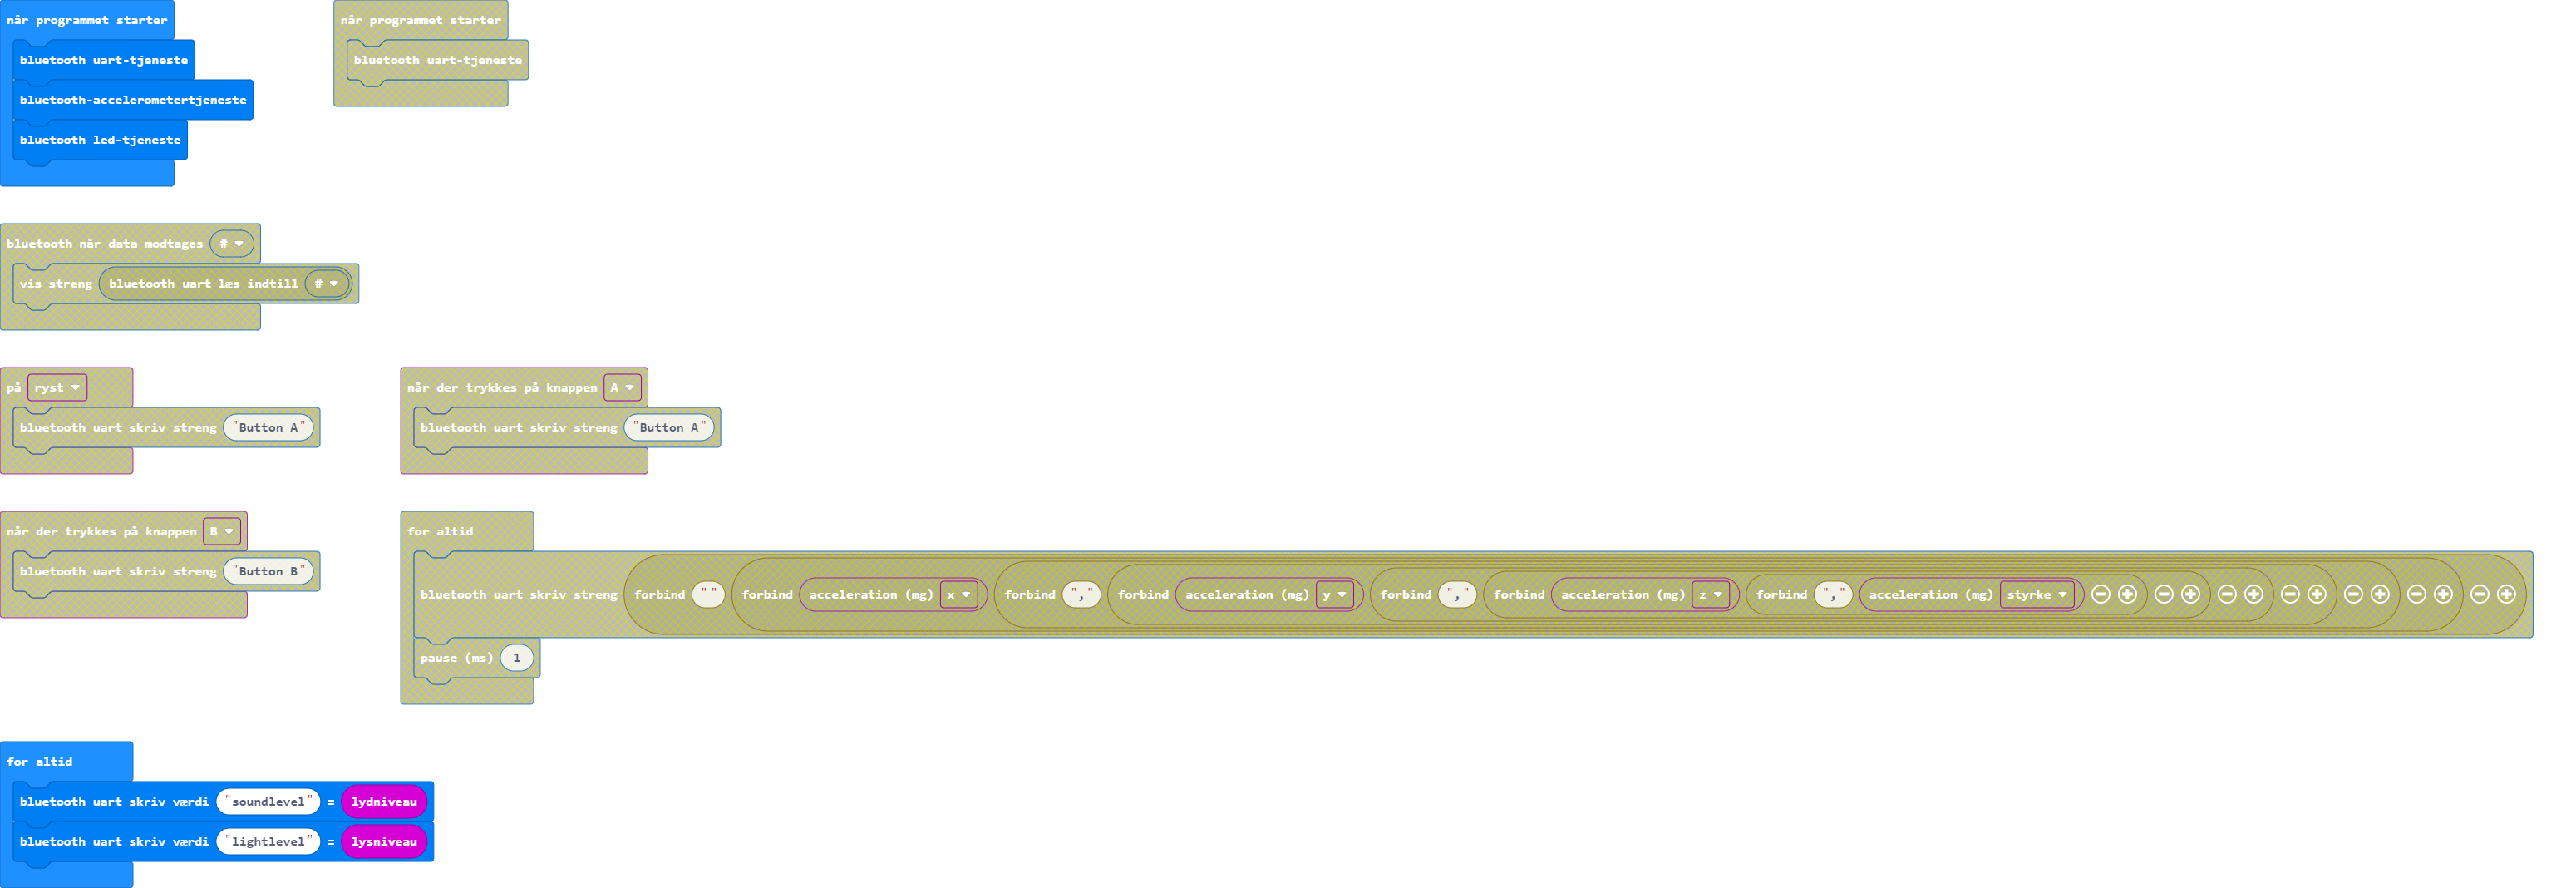 når programmet starter
bluetooth uart-tjeneste
bluetooth-accelerometertjeneste
bluetooth led-tjeneste
når programmet starter
bluetooth uart-tjeneste
bluetooth når data modtages #
vis streng bluetooth uart læs indtill #
på ryst
bluetooth uart skriv streng "Button A"
når der trykkes på knappen A
bluetooth uart skriv streng "Button A"
når der trykkes på knappen B
bluetooth uart skriv streng "Button B"
for altid
bluetooth uart skriv streng forbind "" forbind acceleration (mg) x forbind "," forbind acceleration (mg) y forbind "," forbind acceleration (mg) z forbind "," acceleration (mg) styrke
pause (ms) 1
for altid
bluetooth uart skriv værdi "soundlevel" = lydniveau
bluetooth uart skriv værdi "lightlevel" = lysniveau